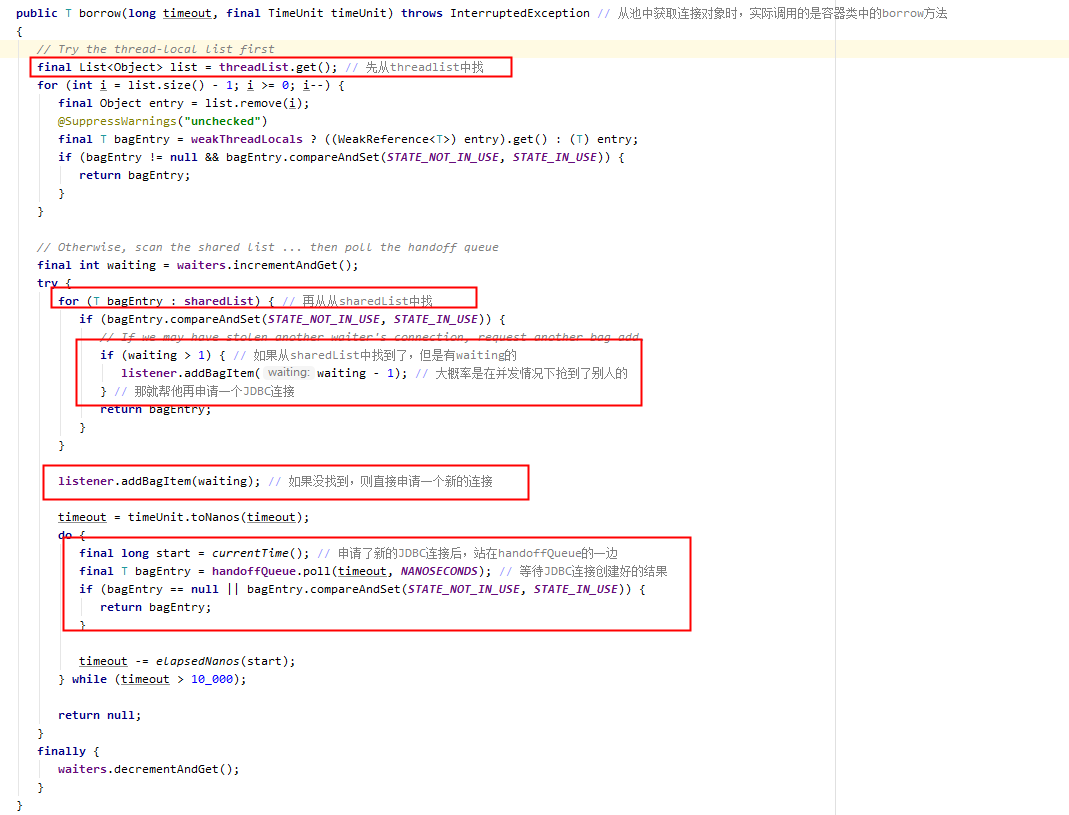 public T borrow(long timeout, final TimeUnit timeUnit) throws InterruptedException // 从池中获取连接对象时，实际调用的是容器类中的borrow方法
{
// Try the thread-local list first
final List<Object> list = threadList.get(); // 先从threadlist中找
for (int i = list.size() - 1; i >= 0; i--) {
final Object entry = list.remove(i);
@SuppressWarnings("unchecked")
final T bagEntry = weakThreadLocals ? ((WeakReference<T>) entry).get() : (T) entry;
if (bagEntry != null && bagEntry.compareAndSet(STATE_NOT_IN_USE, STATE_IN_USE)) {
return bagEntry;
}
}
// Otherwise, scan the shared list ... then poll the handoff queue
final int waiting = waiters.incrementAndGet();
try {
for (T bagEntry : sharedList) { // 再从从sharedList中找
if (bagEntry.compareAndSet(STATE_NOT_IN_USE, STATE_IN_USE)) {
// If we may have stolen another waiter's connection, request another bag add.
if (waiting > 1) { // 如果从sharedList中找到了，但是有waiting的
listener.addBagItem( waiting: waiting - 1); // 大概率是在并发情况下抢到了别人的
} // 那就帮他再申请一个JDBC连接
return bagEntry;
}
}
listener.addBagItem(waiting); // 如果没找到，则直接申请一个新的连接
timeout = timeUnit.toNanos(timeout);
do {
final long start = currentTime(); // 申请了新的JDBC连接后，站在handoffQueue的一边
final T bagEntry = handoffQueue.poll(timeout, NANOSECONDS); // 等待JDBC连接创建好的结果
if (bagEntry == null || bagEntry.compareAndSet(STATE_NOT_IN_USE, STATE_IN_USE)) {
return bagEntry;
}
timeout -= elapsedNanos(start);
} while (timeout > 10_000);
return null;
}
finally {
waiters.decrementAndGet();
}
}